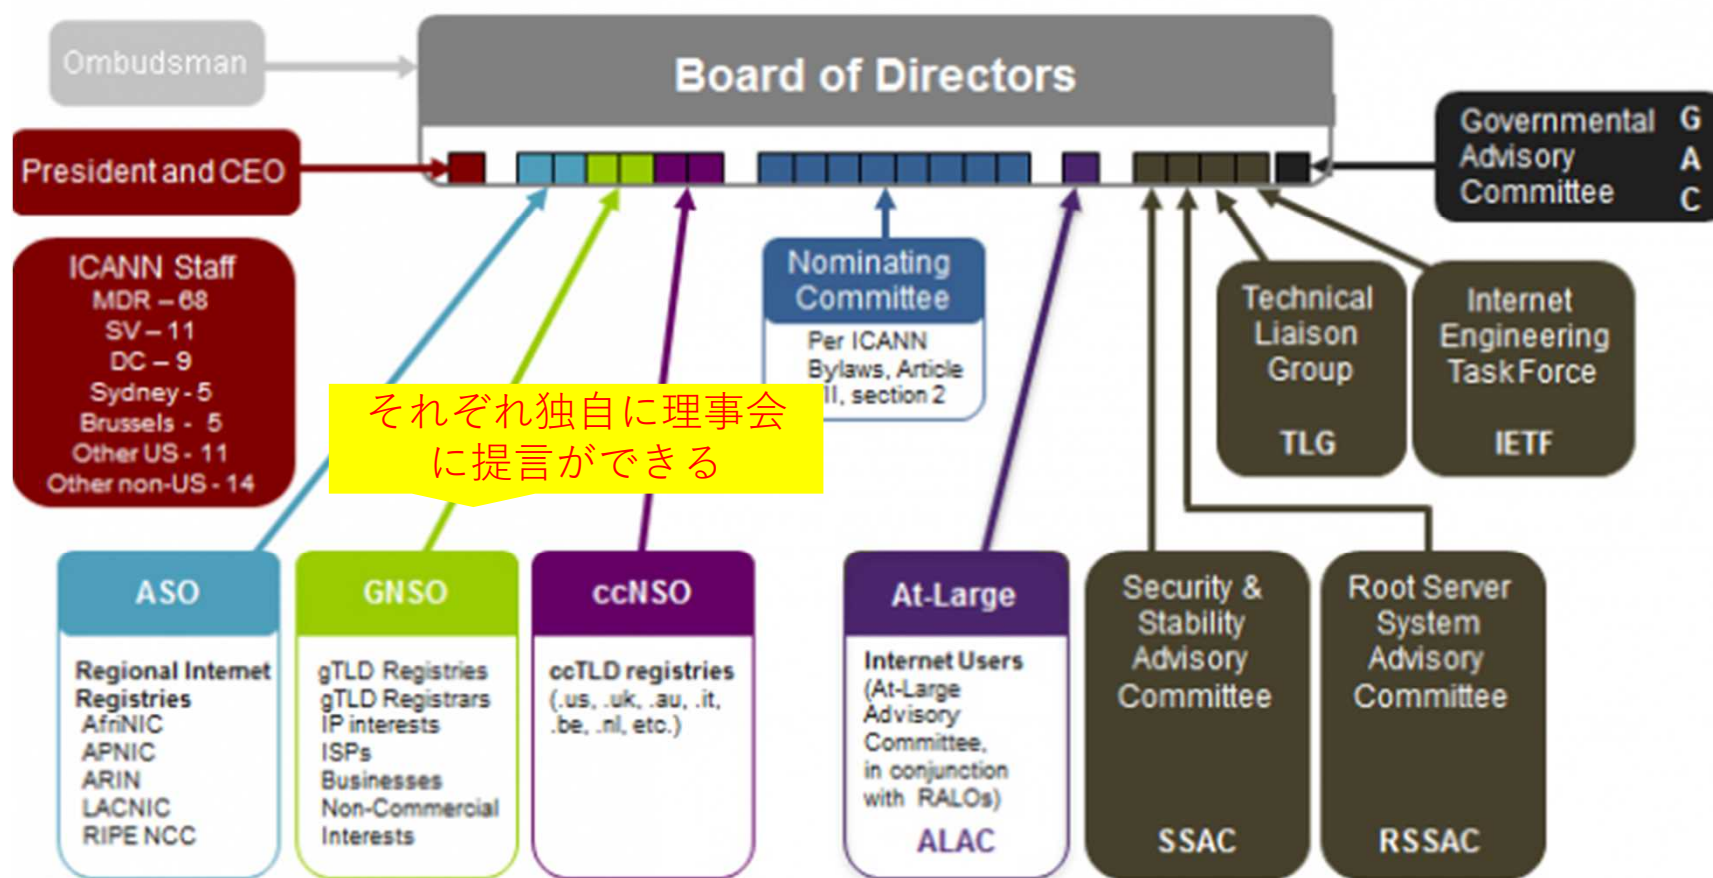 Ombudsman
Board of Directors
Governmental G
Advisory A
Committee C
President and CEO
ICANN Staff
MDR – 68
SV – 11
DC – 9
Sydney - 5
Brussels - 5
Other US - 11
Other non-US - 14
Nominating
Committee
Per ICANN
Bylaws, Article
II, section 2
Technical
Liaison
Group
TLG
Internet
Engineering
Task Force
IETF
それぞれ独自に理事会
に提言ができる
ASO
Regional Internet
Registries
AfriNIC
APNIC
ARIN
LACNIC
RIPE NCC
GNSO
gTLD Registries
gTLD Registrars
IP interests
ISPs
Businesses
Non-Commercial
Interests
ccNSO
ccTLD registries
(.us, .uk, .au, .it,
.be, .nl, etc.)
At-Large
Internet Users
(At-Large
Advisory
Committee,
in conjunction
with RALOs)
ALAC
Security &
Stability
Advisory
Committee
SSAC
Root Server
System
Advisory
Committee
RSSAC